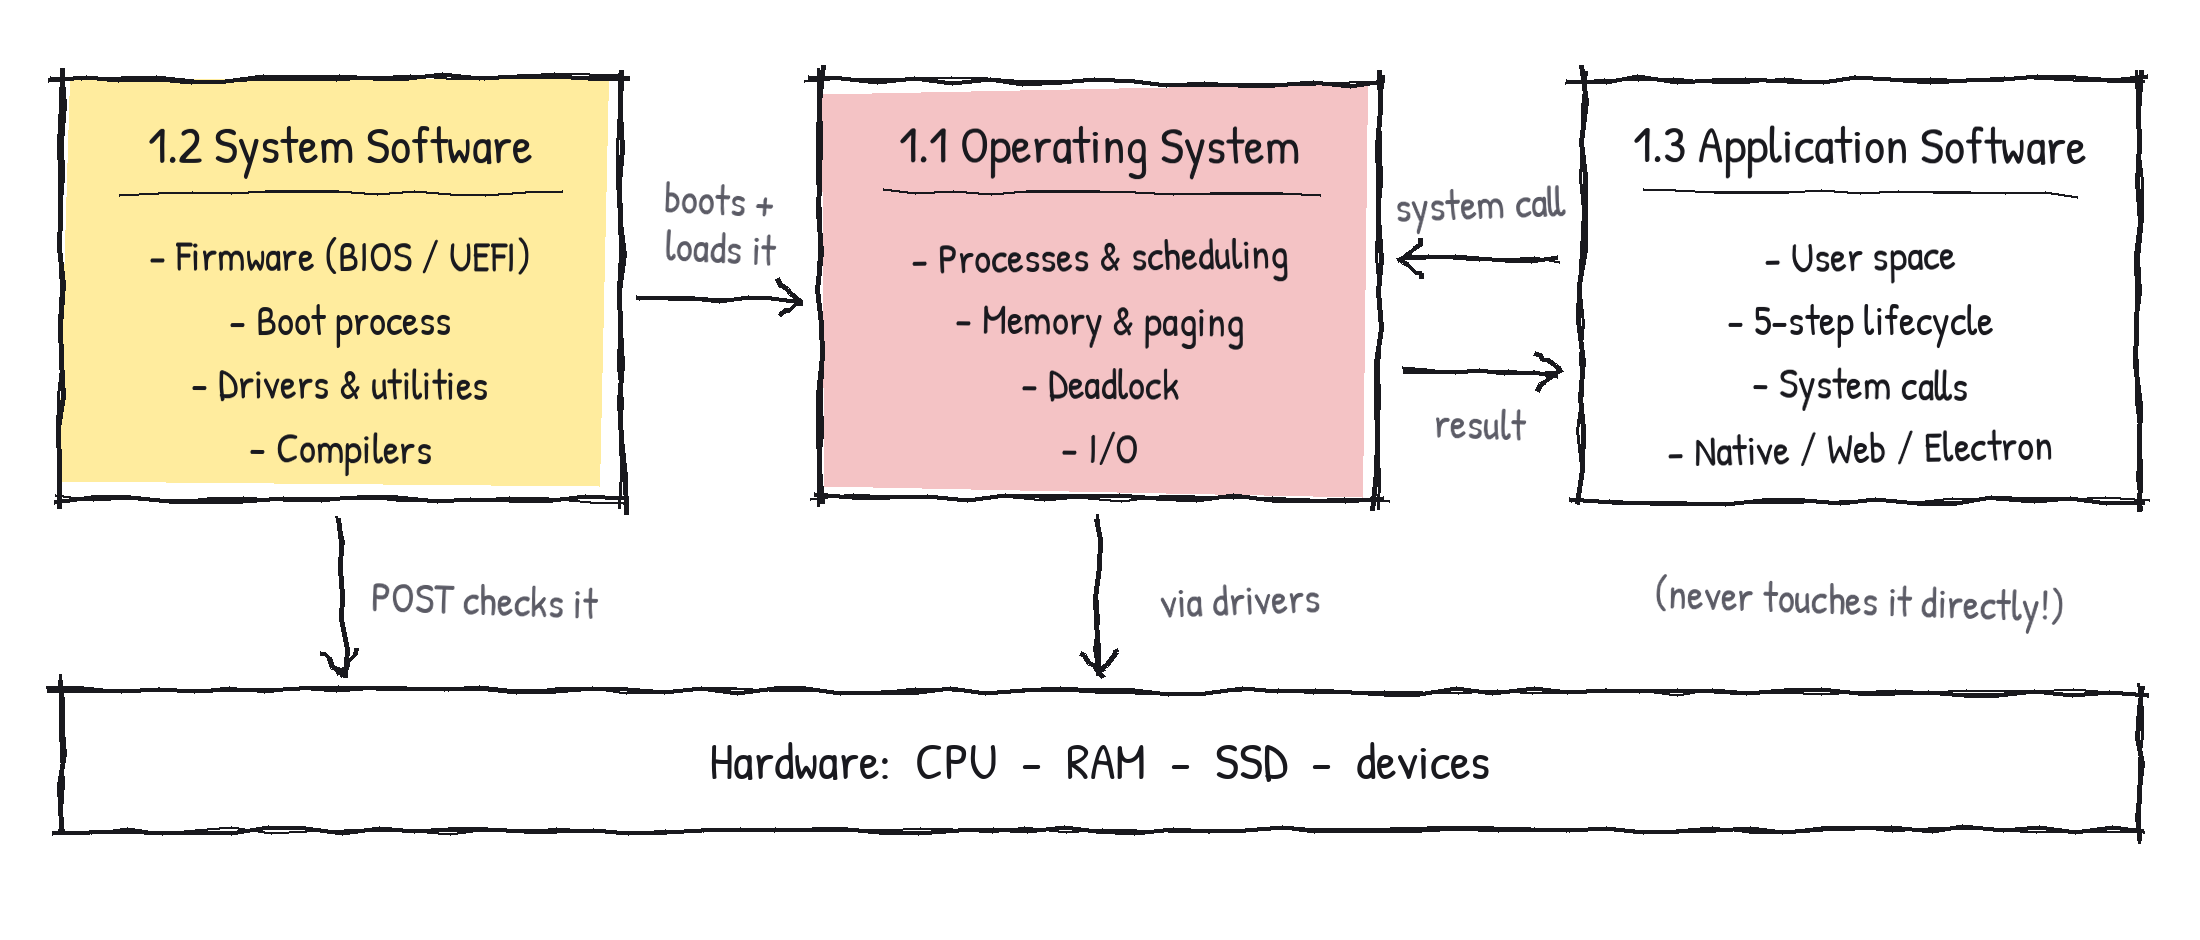 1.2 System Software
- Firmware (BIOS / UEFI)
- Boot process
- Drivers & utilities
- Compilers
boots +
loads it
1.1 Operating System
- Processes & scheduling
- Memory & paging
- Deadlock
- I/O
system call
result
1.3 Application Software
- User space
- 5-step lifecycle
- System calls
- Native / Web / Electron
POST checks it
via drivers
(never touches it directly!)
Hardware: CPU - RAM - SSD - devices